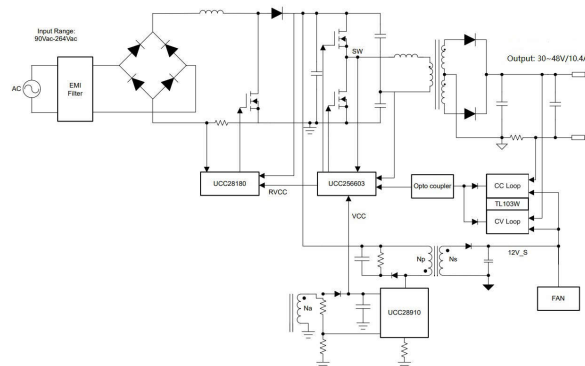 Input Range:
90Vac-264Vac
SW
Output: 30~48V/10.4A
AC
EMI
Filter
UCC28180
RVCC
UCC256603
Opto coupler
CC Loop
TL103W
CV Loop
VCC
Np
Ns
12V_S
Na
UCC28910
FAN